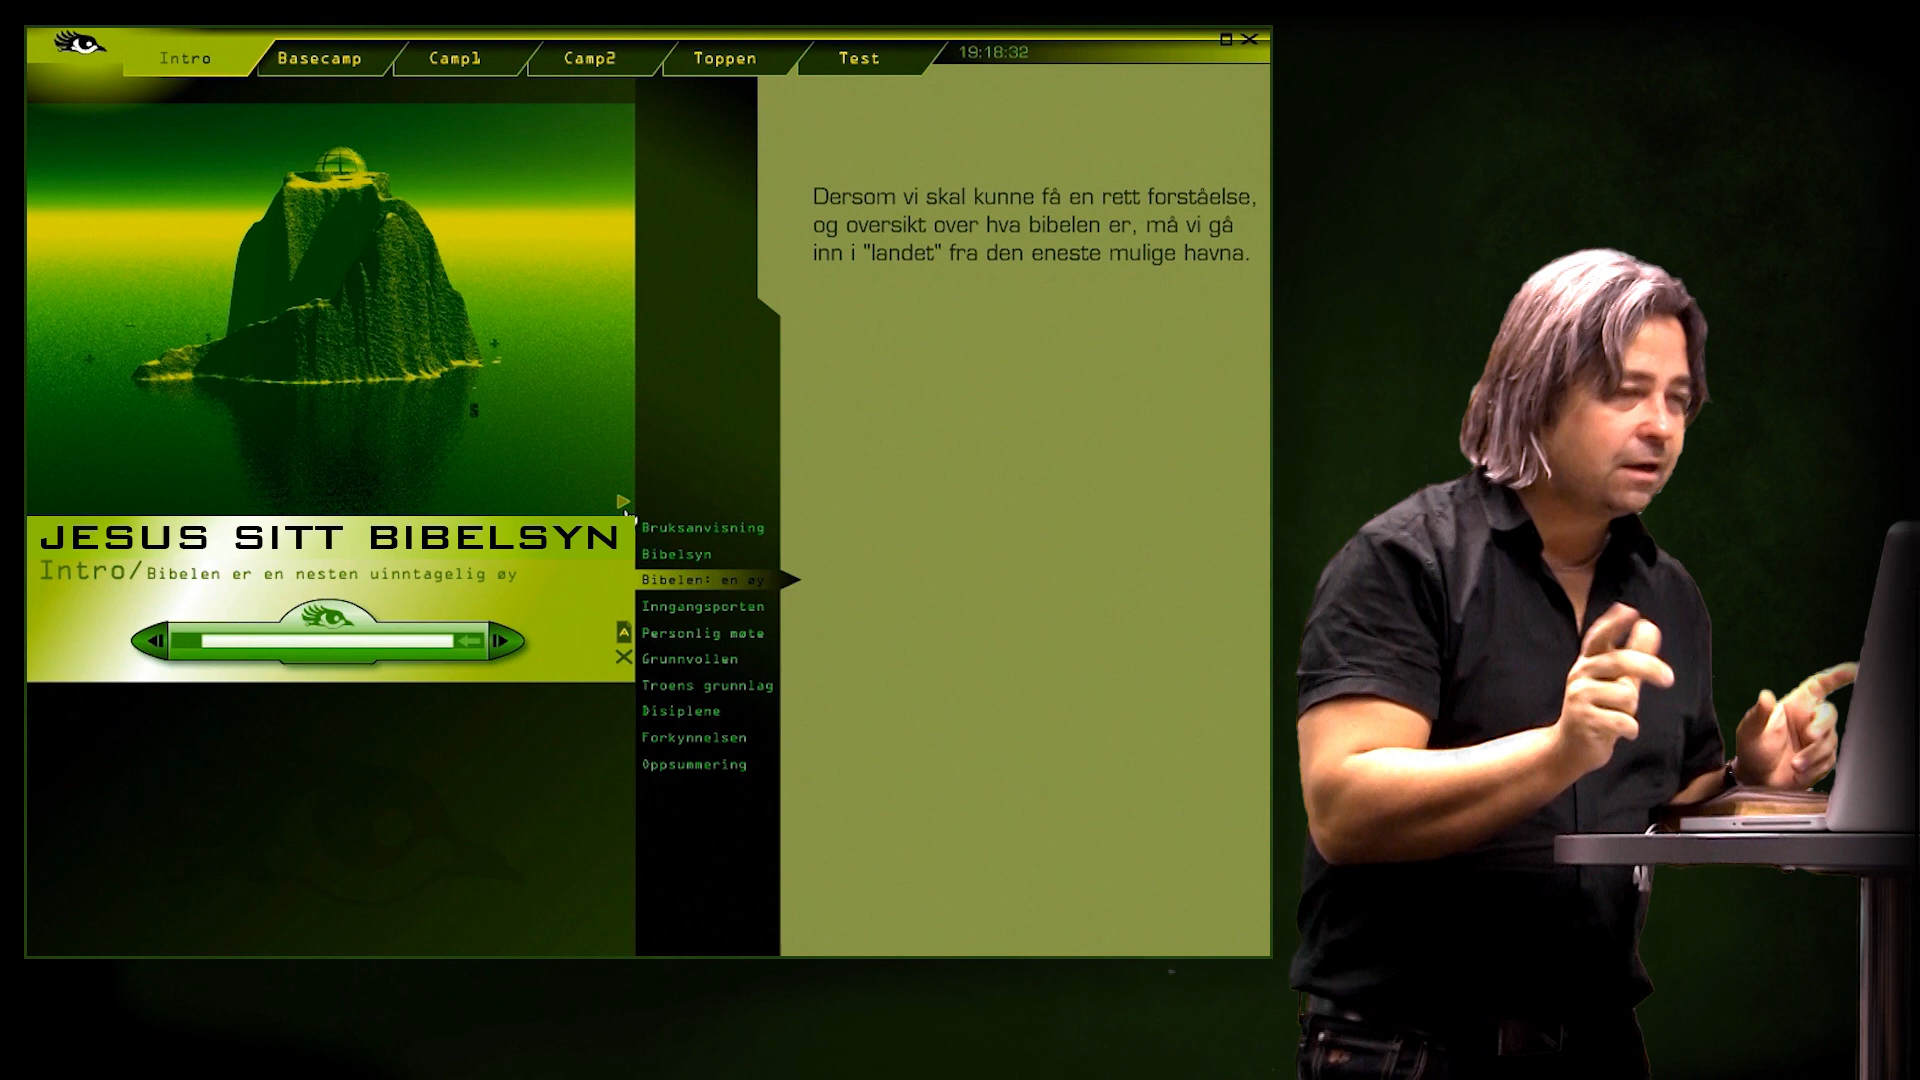 Intro
Basecamp
Camp1
Camp2
Toppen
Test
19:18:32
Dersom vi skal kunne få en rett forståelse,
og oversikt over hva bibelen er, må vi gå
inn i "landet" fra den eneste mulige havna.
S
JESUS SITT BIBELSYN
Intro/Bibelen er en nesten uinntagelig øy
A
Bruksanvisning
Bibelsyn
Bibelen: en øy
Inngangsporten
Personlig møte
Grunnvollen
Troens grunnlag
Disiplene
Forkynnelsen
Oppsummering